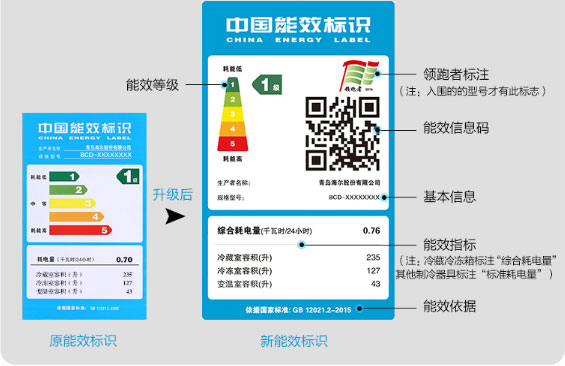 中国能效标识
CHINA ENERGY LABEL
耗能低
1
2
3
4
5
耗能高
1级
领跑者 2016
生产者名称:
青岛海尔股份有限公司
规格型号:
BCD-XXXXXXXX
综合耗电量(千瓦时/24小时) 0.76
冷藏室容积(升) 235
冷冻室容积(升) 127
变温室容积(升) 43
依据国家标准: GB 12021.2-2015
能效等级
领跑者标注
(注:入围的的型号才有此标志)
能效信息码
基本信息
能效指标
(注:冷藏冷冻箱标注“综合耗电量”
其他制冷器具标注“标准耗电量”)
能效依据
新能效标识
升级后
中国能效标识
CHINA ENERGY LABEL
生产者名称 青岛海尔股份有限公司
规格型号 BCD-XXXXXXXX
耗能低
1
2
中等
3
4
5
耗能高
1级
耗电量(千瓦时/24小时) 0.70
冷藏室容积(升) 235
冷冻室容积(升) 127
变温室容积(升) 43
原能效标识